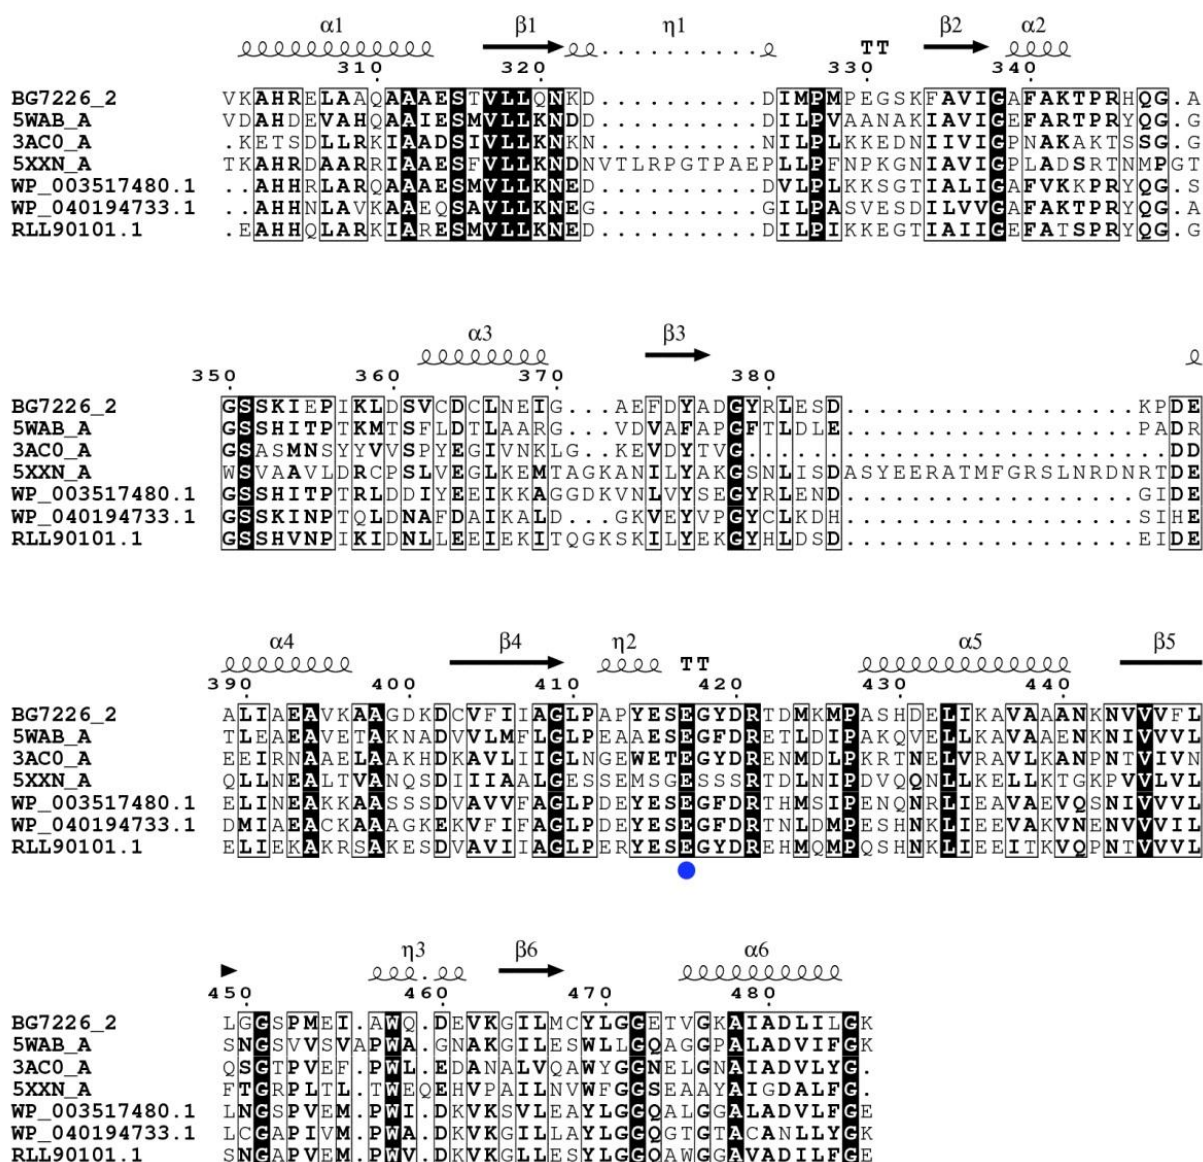 α1 β1 η1 TT β2 α2
310 320 330 340
BG7226_2 VKAHRELAAQAAAESTVLLQNKD..........DIMPMPEGSKFAVIGAFAKTPRHQG.A
5WAB_A VDAHDEVAHQAAIESMVLLKNDD..........DILPVAANAKIAVIGEFARTPRYQG.G
3AC0_A .KETSDLLRKIAADSIVLLKNKN..........NILPLKKEDNIIVIGPNAKAKTSSG.G
5XXN_A TKAHRDAARRIAAESFVLLKNDNVTLRPGTPAEPLLPFNPKGNIAVIGPLADSRTNMPGT
WP_003517480.1 ..AHHRLARQAAAESMVLLKNED..........DVLPLKKSGTIALIGAFVKKPRYQG.S
WP_040194733.1 ..AHHNLAVKAAEQSAVLLKNEG..........GILPASVESDILVVGAFAKTPRYQG.A
RLL90101.1 .EAHHQLARKIARESMVLLKNED..........DILPIKKEGTIAIIGEFATSPRYQG.G
α3 β3
350 360 370 380
BG7226_2 GSSKIEPIKLDSVCDCLNEIG...AEFDYADGYRLESD..................KPDE
5WAB_A GSSHITPTKMTSFLDTLAARG...VDVAFAPGFTLDLE..................PADR
3AC0_A GSASMNSYYVVSPYEGIVNKLG..KEVDYTVG.........................DD
5XXN_A WSVAAVLDRCPSLVEGLKEMTAGKANILYAKGSNLISDASYEERATMFGRSLNRDNRTDE
WP_003517480.1 GSSHITPTRLDDIYEEIKKAGGDKVNLVYSEGYRLEND..................GIDE
WP_040194733.1 GSSKINPTQLDNAFDAIKALD...GKVEYVPGYCLKDH..................SIHE
RLL90101.1 GSSHVNPIKIDNLLEEIEKITQGKSKILYEKGYHLDSD..................EIDE
α4 β4 η2 TT α5 β5
390 400 410 420 430 440
BG7226_2 ALIAEAVKAAGDKDCVFIIAGLPAPYESEGYDRTDMKMPASHDELIKAVAAANKNVVVFL
5WAB_A TLEAEAVETAKNADVVLMFLGLPEAAESEGFDRETLDIPAKQVELLKAVAAENKNIVVVL
3AC0_A EEIRNAAELAAKHDKAVLIIGLNGEWETEGYDRENMDLPKRTNELVRAVLKANPNTVIVN
5XXN_A QLLNEALTVANQSDIIIAALGESSEMSGESSSRTDLNIPDVQQNLLKELLKTGKPVVLVL
WP_003517480.1 ELINEAKKAASSSDVAVVFAGLPDEYESEGFDRTHMSIPENQNRLIEAVAEVQSNIVVVL
WP_040194733.1 DMIAEACKAAAGKEKVFIFAGLPDEYESEGFDRTNLDMPESHNKLIEEVAKVNENVVVIL
RLL90101.1 ELIEKAKRSAKESDVAVIIAGLPERYESEGYDREHMQMPQSHNKLIEEITKVQPNTVVVL
η3 β6 α6
450 460 470 480
BG7226_2 LGGSPMEI.AWQ.DEVKGILMCYLGGETVGKAIADLILGK
5WAB_A SNGSVVSVAPWA.GNAKGILESWLLGQAGGPALADVIFGK
3AC0_A QSGTPVEF.PWL.EDANALVQAWYGGNELGNAIADVLYG.
5XXN_A FTGRPLTL.TWEQEHVPAILNVWFGGSEAAYAIGDALFG.
WP_003517480.1 LNGSPVEM.PWI.DKVKSVLEAYLGGQALGGALADVLFGE
WP_040194733.1 LCGAPIVM.PWA.DKVKGILLAYLGGQGTGTACANLLYGK
RLL90101.1 SNGAPVEM.PWV.DKVKGLLESYLGGQAWGGAVADILFGE